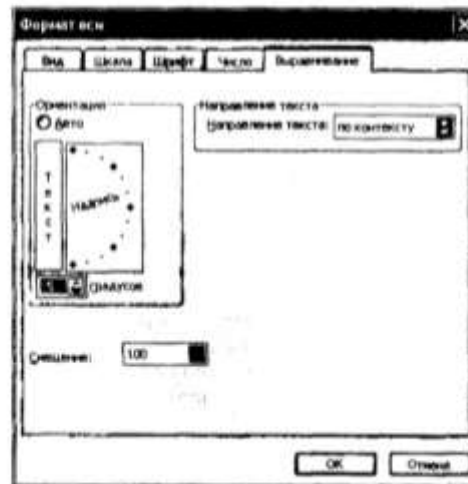 Формат оси
Вид Шкала Шрифт Число Выравнивание
Ориентация
Авто
Текст
Надпись
градусов
Направление текста
Направление текста: по контексту
Смещение: 100
ОК Отмена